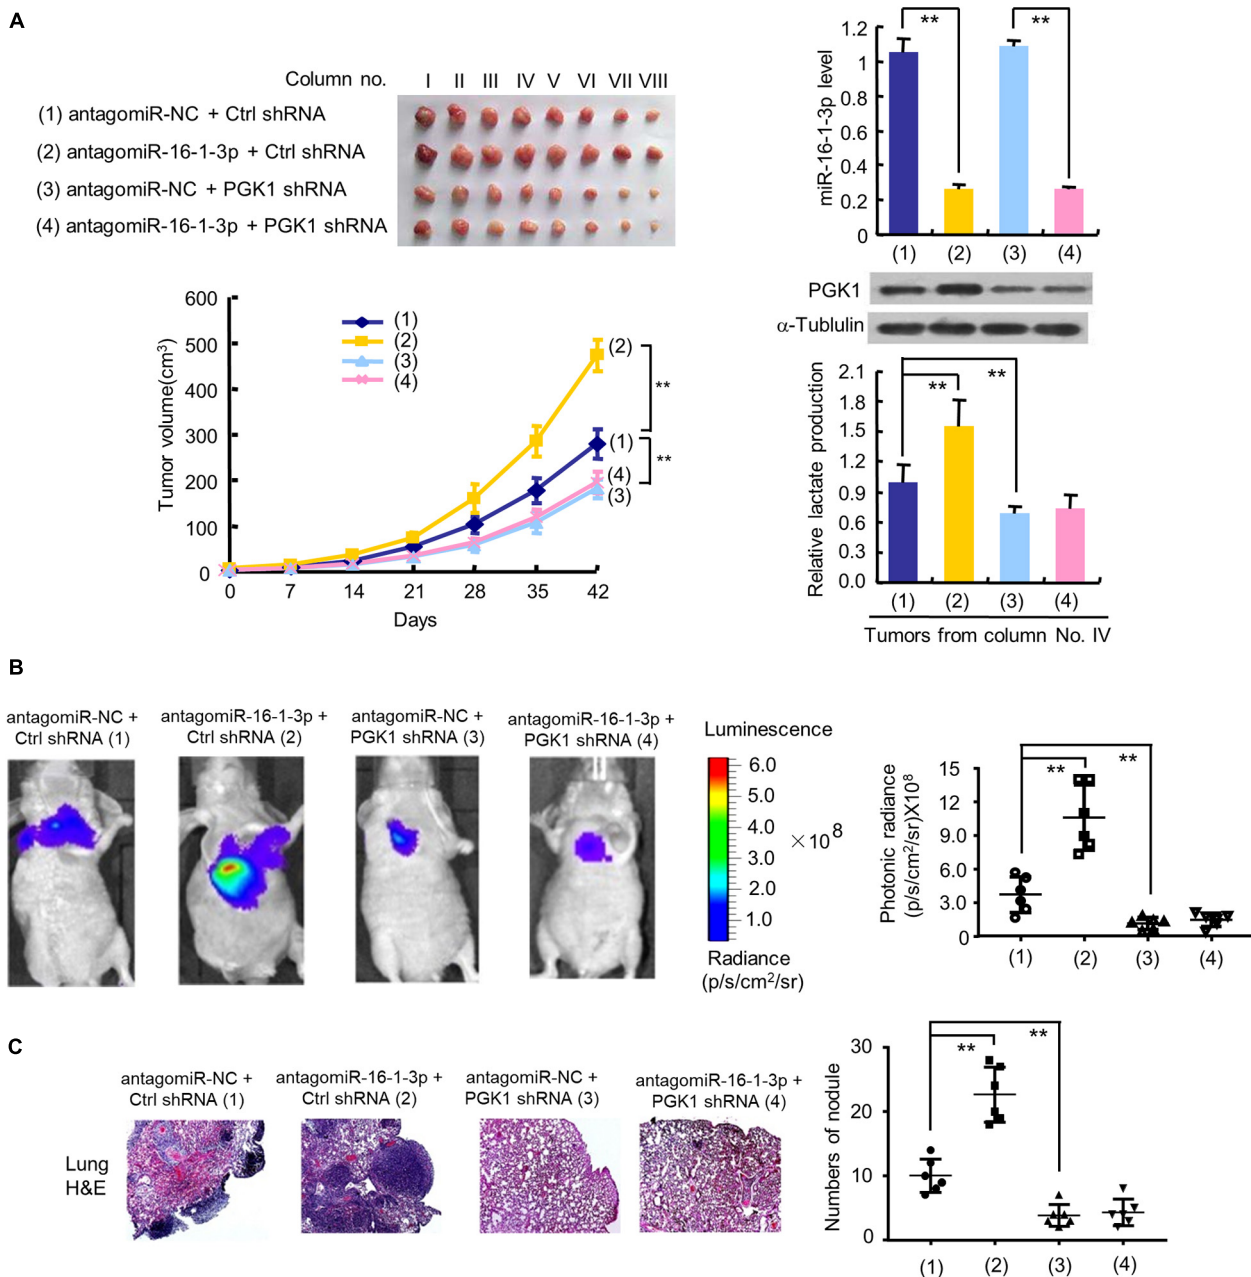 A
Column no. I II III IV V VI VII VIII
(1) antagomiR-NC + Ctrl shRNA
(2) antagomiR-16-1-3p + Ctrl shRNA
(3) antagomiR-NC + PGK1 shRNA
(4) antagomiR-16-1-3p + PGK1 shRNA
Tumor volume(cm3)
600
500
400
300
200
100
0
0 7 14 21 28 35 42
Days
(1)
(2)
(3)
(4)
(2)
**
(1)
**
(4)
(3)
miR-16-1-3p level
1.2
1
0.8
0.6
0.4
0.2
0
** **
(1) (2) (3) (4)
PGK1
α-Tublulin
Relative lactate production
2.1
1.8
1.5
1.2
0.9
0.6
0.3
0.0
** **
(1) (2) (3) (4)
Tumors from column No. IV
B
antagomiR-NC +
Ctrl shRNA (1)
antagomiR-16-1-3p +
Ctrl shRNA (2)
antagomiR-NC +
PGK1 shRNA (3)
antagomiR-16-1-3p +
PGK1 shRNA (4)
Luminescence
6.0
5.0
4.0
3.0
2.0
1.0
×10^8
Radiance
(p/s/cm2/sr)
Photonic radiance
(p/s/cm2/sr)X10^8
15
12
9.0
6.0
3.0
0
** **
(1) (2) (3) (4)
C
antagomiR-NC +
Ctrl shRNA (1)
antagomiR-16-1-3p +
Ctrl shRNA (2)
antagomiR-NC +
PGK1 shRNA (3)
antagomiR-16-1-3p +
PGK1 shRNA (4)
Lung
H&E
Numbers of nodule
30
20
10
0
** **
(1) (2) (3) (4)